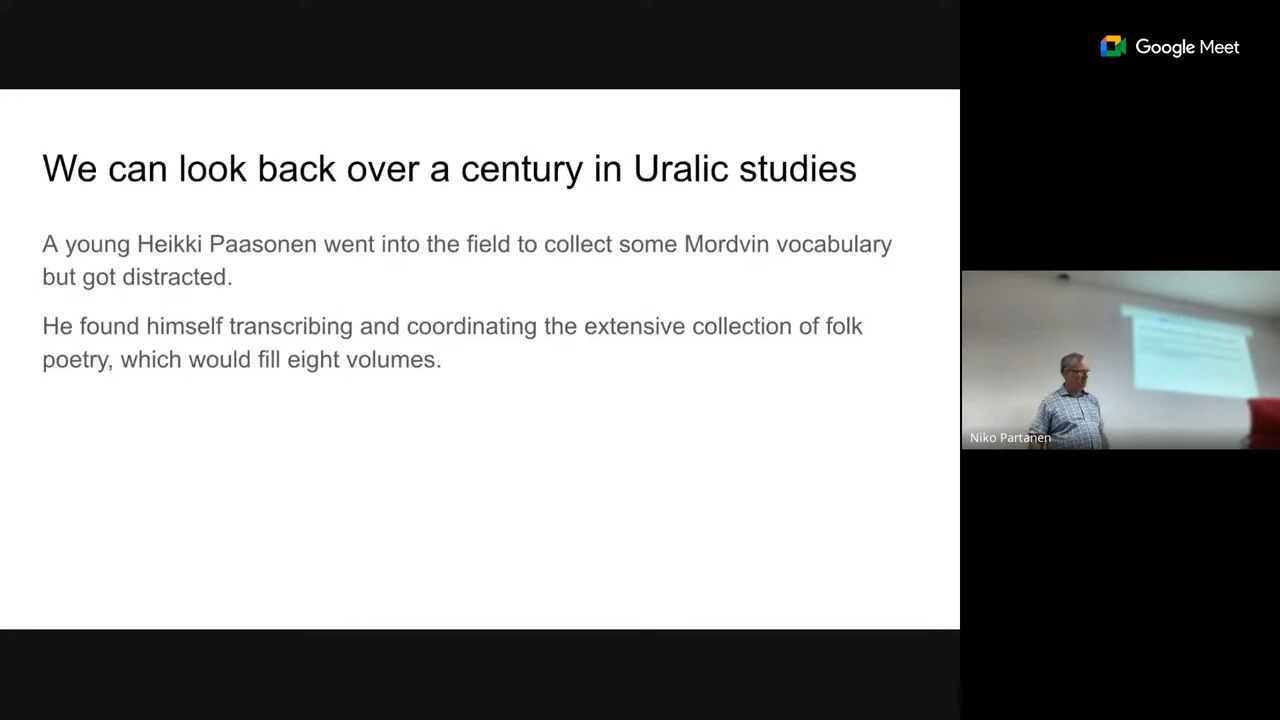 Google Meet
We can look back over a century in Uralic studies
A young Heikki Paasonen went into the field to collect some Mordvin vocabulary
but got distracted.
He found himself transcribing and coordinating the extensive collection of folk
poetry, which would fill eight volumes.
Niko Partanen